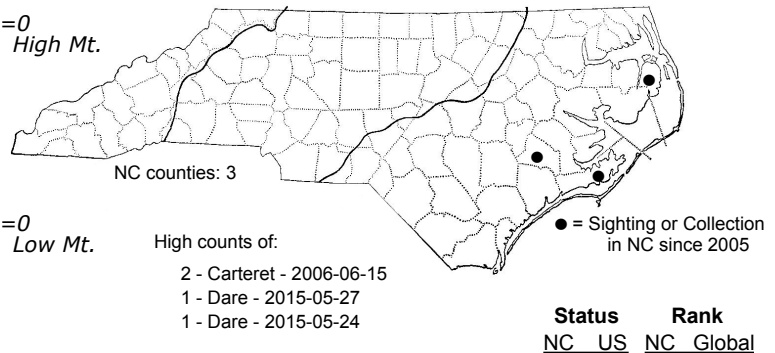 =0
High Mt.
NC counties: 3
=0
Low Mt.
High counts of:
2 - Carteret - 2006-06-15
1 - Dare - 2015-05-27
1 - Dare - 2015-05-24
● = Sighting or Collection
in NC since 2005
Status Rank
NC US NC Global